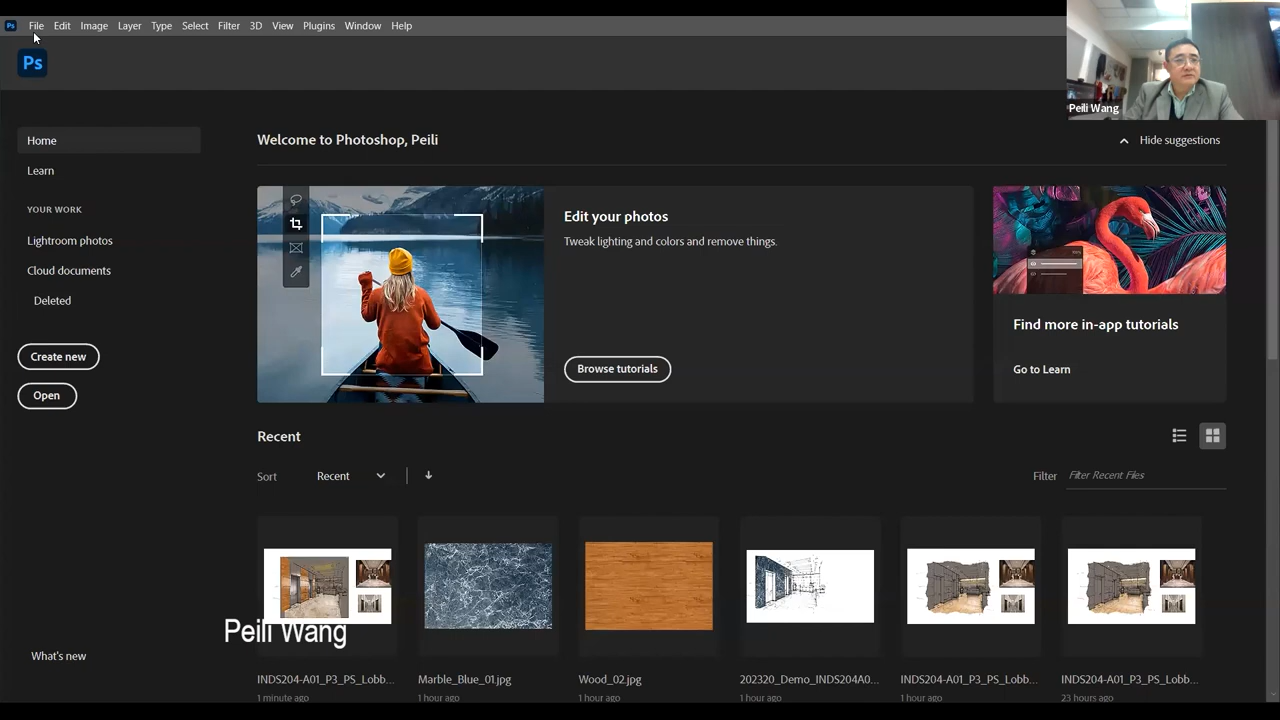 Ps File Edit Image Layer Type Select Filter 3D View Plugins Window Help
Peili Wang
Ps
Home
Learn
YOUR WORK
Lightroom photos
Cloud documents
Deleted
Create new
Open
What's new
Welcome to Photoshop, Peili
Hide suggestions
Edit your photos
Tweak lighting and colors and remove things.
Browse tutorials
Find more in-app tutorials
Go to Learn
Recent
Sort Recent
Filter Filter Recent Files
Peili Wang
INDS204-A01_P3_PS_Lobb... Marble_Blue_01.jpg Wood_02.jpg 202320_Demo_INDS204A0... INDS204-A01_P3_PS_Lobb... INDS204-A01_P3_PS_Lobb...
1 minute ago 1 hour ago 1 hour ago 1 hour ago 1 hour ago 23 hours ago